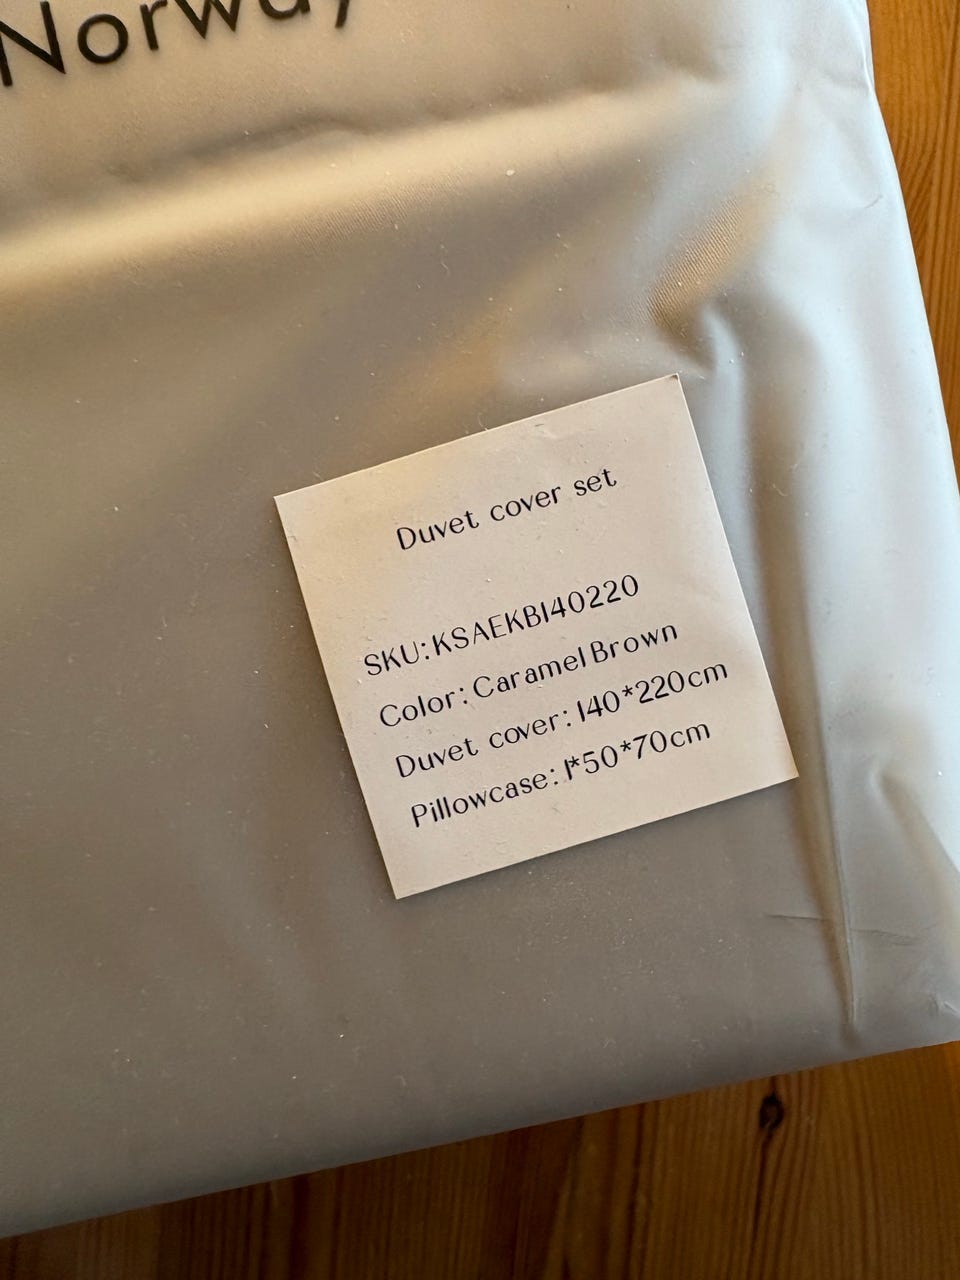 Norway
Duvet cover set
SKU:KSAEKB140220
Color: Caramel Brown
Duvet cover: 140*220cm
Pillowcase: 1*50*70cm